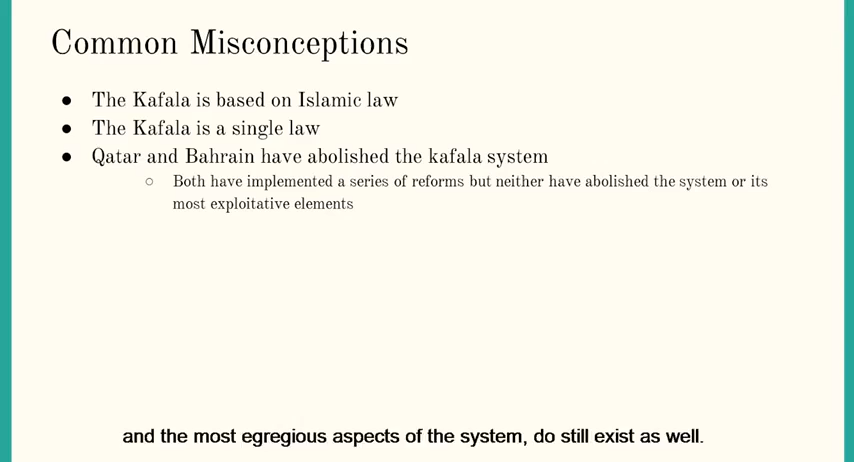 Common Misconceptions
● The Kafala is based on Islamic law
● The Kafala is a single law
● Qatar and Bahrain have abolished the kafala system
○ Both have implemented a series of reforms but neither have abolished the system or its
most exploitative elements
and the most egregious aspects of the system, do still exist as well.